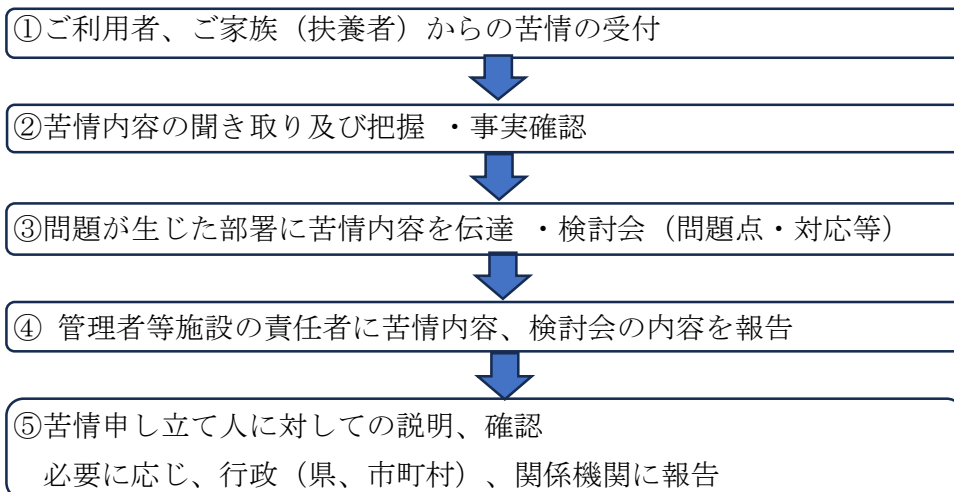 ①ご利用者、ご家族（扶養者）からの苦情の受付
②苦情内容の聞き取り及び把握 ・事実確認
③問題が生じた部署に苦情内容を伝達 ・検討会（問題点・対応等）
④ 管理者等施設の責任者に苦情内容、検討会の内容を報告
⑤苦情申し立て人に対しての説明、確認
必要に応じ、行政（県、市町村）、関係機関に報告